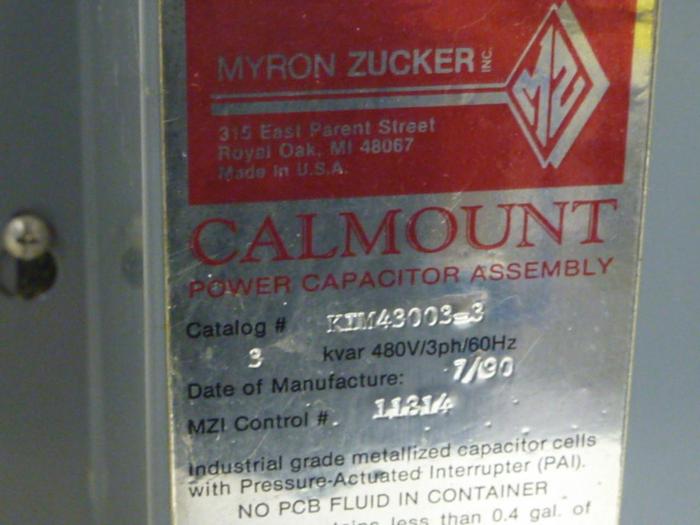 MYRON ZUCKER INC.
MZ
315 East Parent Street
Royal Oak, MI 48067
Made in U.S.A.
CALMOUNT
POWER CAPACITOR ASSEMBLY
Catalog # KIM43003-3
3 kvar 480V/3ph/60Hz
Date of Manufacture: 7/90
MZI Control #. 11314
industrial grade metallized capacitor cells
with Pressure-Actuated Interrupter (PAI).
NO PCB FLUID IN CONTAINER
less than 0.4 gal. of